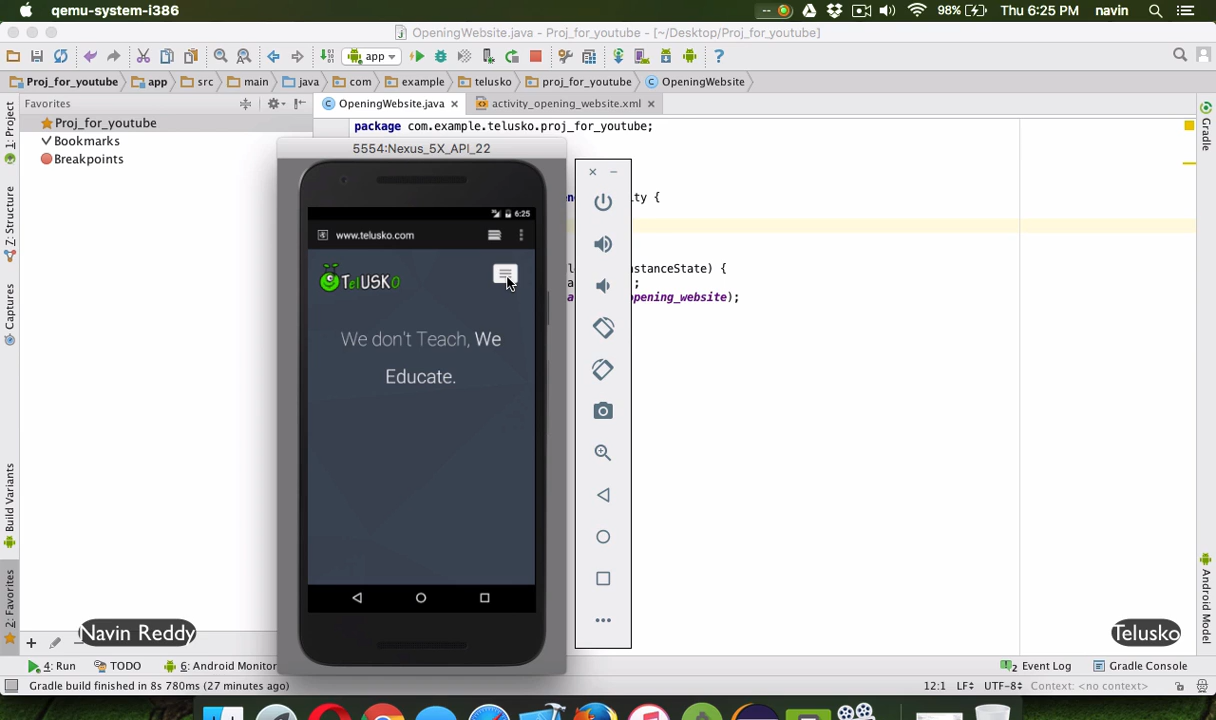 qemu-system-i386
98%
Thu 6:25 PM
navin
OpeningWebsite.java - Proj_for_youtube - [~/Desktop/Proj_for_youtube]
app
Proj_for_youtube
app
src
main
java
com
example
telusko
proj_for_youtube
OpeningWebsite
Favorites
OpeningWebsite.java
activity_opening_website.xml
Proj_for_youtube
Bookmarks
Breakpoints
package com.example.telusko.proj_for_youtube;
ity {
stanceState) {
;
opening_website);
5554:Nexus_5X_API_22
6:25
www.telusko.com
TelUSKO
We don't Teach, We
Educate.
1: Project
7: Structure
Captures
Build Variants
2: Favorites
Gradle
Android Model
Navin Reddy
Telusko
4: Run
TODO
6: Android Monitor
2 Event Log
Gradle Console
Gradle build finished in 8s 780ms (27 minutes ago)
12:1
LF
UTF-8
Context: <no context>